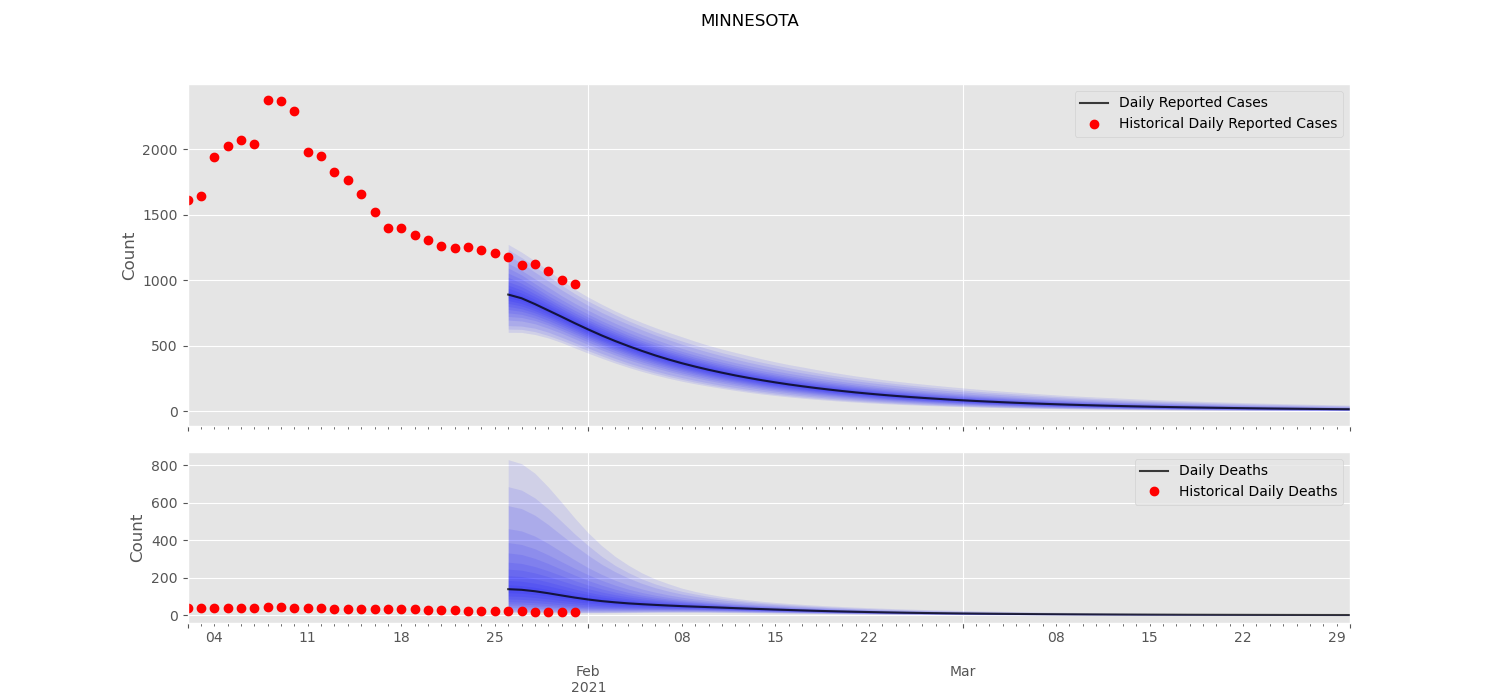 MINNESOTA
Daily Reported Cases
Historical Daily Reported Cases
2000
1500
1000
500
0
Count
Daily Deaths
Historical Daily Deaths
800
600
400
200
0
Count
04 11 18 25 08 15 22 08 15 22 29
Feb Mar
2021